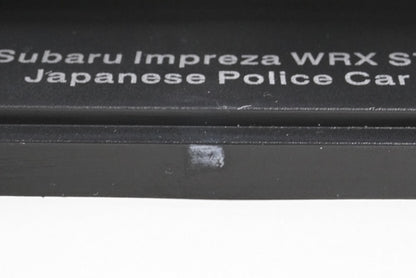 Subaru Impreza WRX S
Japanese Police Car